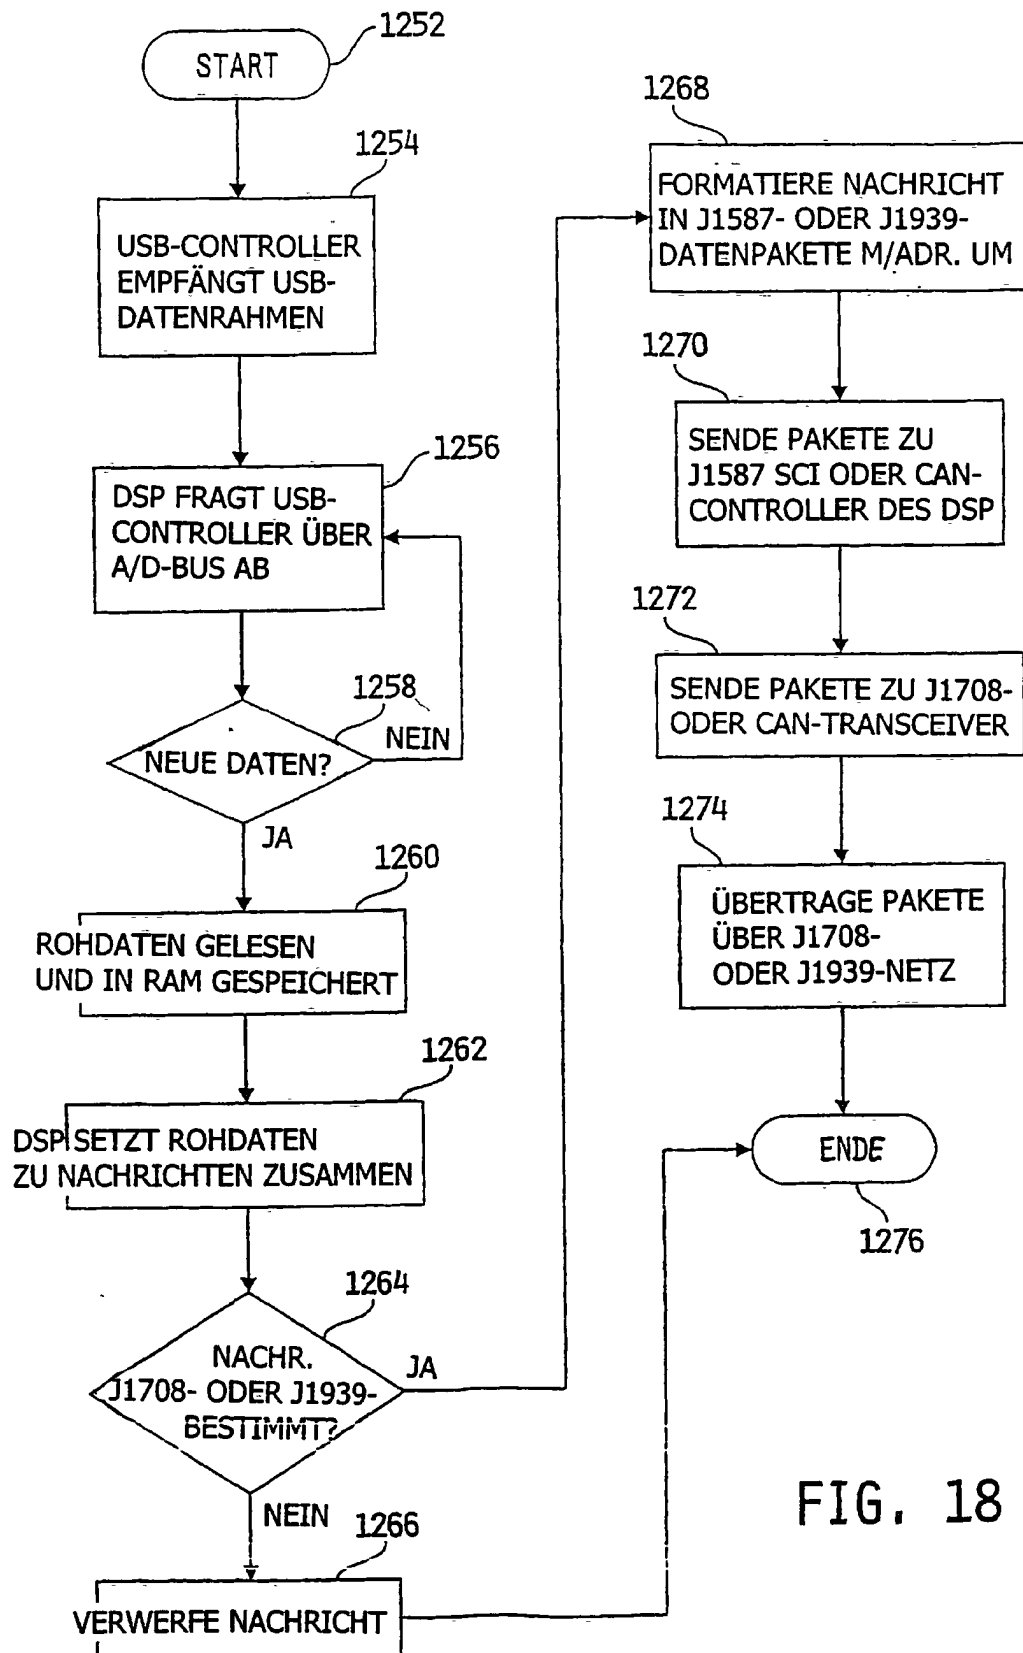 1252
START
1254
USB-CONTROLLER
EMPFÄNGT USB-
DATENRAHMEN
1256
DSP FRAGT USB-
CONTROLLER ÜBER
A/D-BUS AB
1258
NEIN
NEUE DATEN?
JA
1260
ROHDATEN GELESEN
UND IN RAM GESPEICHERT
1262
DSP SETZT ROHDATEN
ZU NACHRICHTEN ZUSAMMEN
1264
NACHR.
J1708- ODER J1939-
BESTIMMT?
JA
NEIN
1266
VERWERFE NACHRICHT
1268
FORMATIERE NACHRICHT
IN J1587- ODER J1939-
DATENPAKETE M/ADR. UM
1270
SENDE PAKETE ZU
J1587 SCI ODER CAN-
CONTROLLER DES DSP
1272
SENDE PAKETE ZU J1708-
ODER CAN-TRANSCEIVER
1274
ÜBERTRAGE PAKETE
ÜBER J1708-
ODER J1939-NETZ
ENDE
1276
FIG. 18